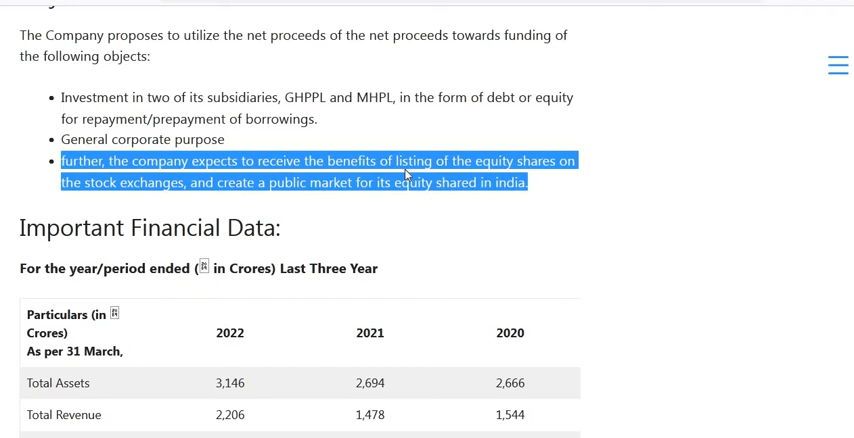 The Company proposes to utilize the net proceeds of the net proceeds towards funding of
the following objects:
• Investment in two of its subsidiaries, GHPPL and MHPL, in the form of debt or equity
for repayment/prepayment of borrowings.
• General corporate purpose
• further, the company expects to receive the benefits of listing of the equity shares on
the stock exchanges, and create a public market for its equity shared in india.
Important Financial Data:
For the year/period ended ( in Crores) Last Three Year
Particulars (in
Crores)
As per 31 March, 2022 2021 2020
Total Assets 3,146 2,694 2,666
Total Revenue 2,206 1,478 1,544